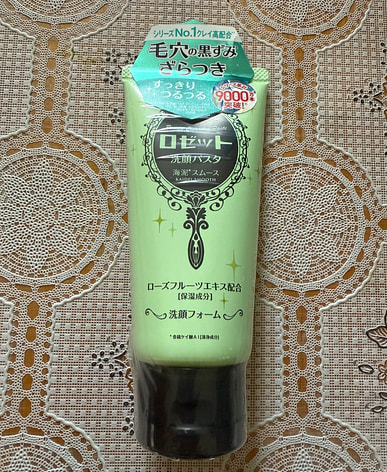 シリーズNo.1クレイ高配合
毛穴の黒ずみ
ざらつき
すっきり
つるつる
9000万本
突破!
ロゼット
洗顔パスタ
海泥*スムース
KAIDEI SMOOTH
ローズフルーツエキス配合
[保湿成分]
洗顔フォーム